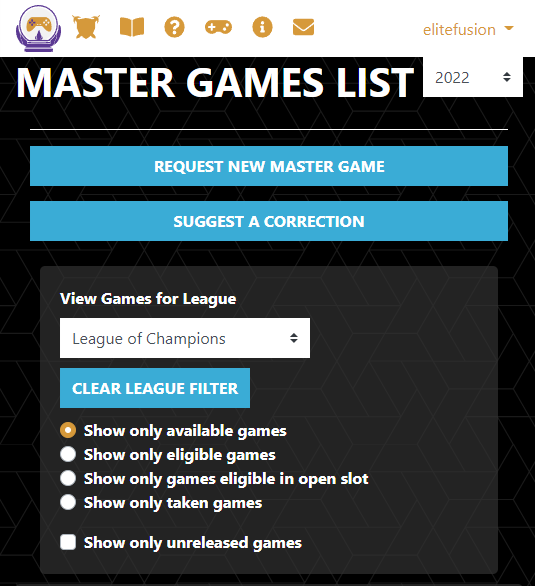 elitefusion
MASTER GAMES LIST
2022
REQUEST NEW MASTER GAME
SUGGEST A CORRECTION
View Games for League
League of Champions
CLEAR LEAGUE FILTER
Show only available games
Show only eligible games
Show only games eligible in open slot
Show only taken games
Show only unreleased games